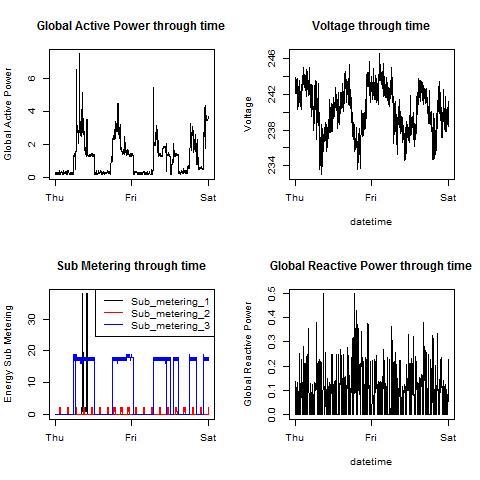 Global Active Power through time
Global Active Power
0 2 4 6
Thu Fri Sat
Voltage through time
Voltage
234 238 242 246
Thu Fri Sat
datetime
Sub Metering through time
Energy Sub Metering
0 10 20 30
Sub_metering_1
Sub_metering_2
Sub_metering_3
Thu Fri Sat
Global Reactive Power through time
Global Reactive Power
0.0 0.1 0.2 0.3 0.4 0.5
Thu Fri Sat
datetime